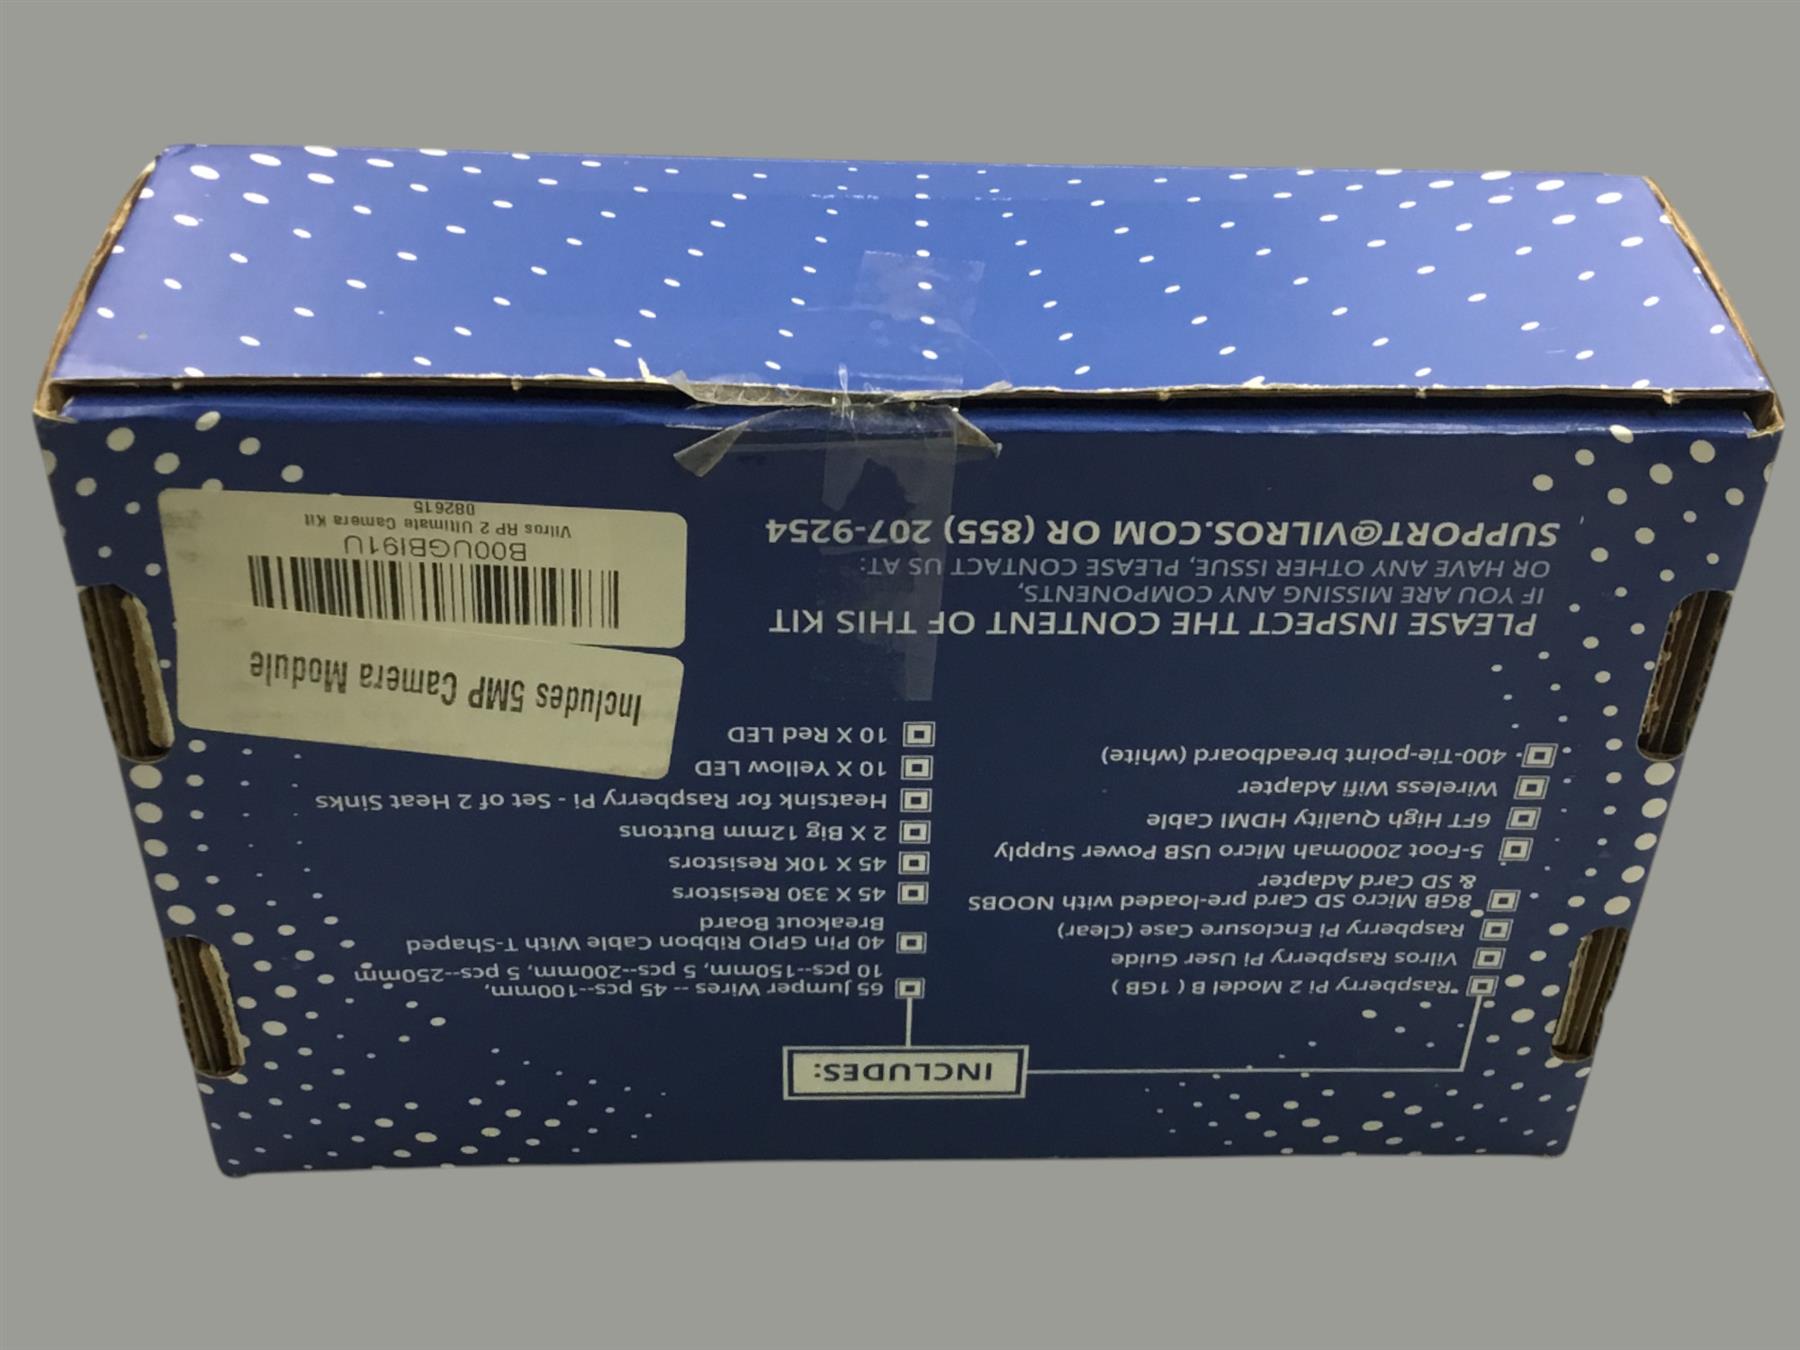 INCLUDES:
*Raspberry Pi 2 Model B ( 1GB )
Vilros Raspberry Pi User Guide
Raspberry Pi Enclosure Case (Clear)
8GB Micro SD Card pre-loaded with NOOBS
& SD Card Adapter
5-Foot 2000mah Micro USB Power Supply
6FT High Quality HDMI Cable
Wireless Wifi Adapter
400-Tie-point breadboard (white)
65 Jumper Wires -- 45 pcs--100mm,
10 pcs--150mm, 5 pcs--200mm, 5 pcs--250mm
40 Pin GPIO Ribbon Cable With T-Shaped
Breakout Board
45 X 330 Resistors
45 X 10K Resistors
2 X Big 12mm Buttons
Heatsink for Raspberry Pi - Set of 2 Heat Sinks
10 X Yellow LED
10 X Red LED
PLEASE INSPECT THE CONTENT OF THIS KIT
IF YOU ARE MISSING ANY COMPONENTS,
OR HAVE ANY OTHER ISSUE, PLEASE CONTACT US AT:
SUPPORT@VILROS.COM OR (855) 207-9254
Includes 5MP Camera Module
B00UGBI91U
Vilros RP 2 Ultimate Camera Kit
082615